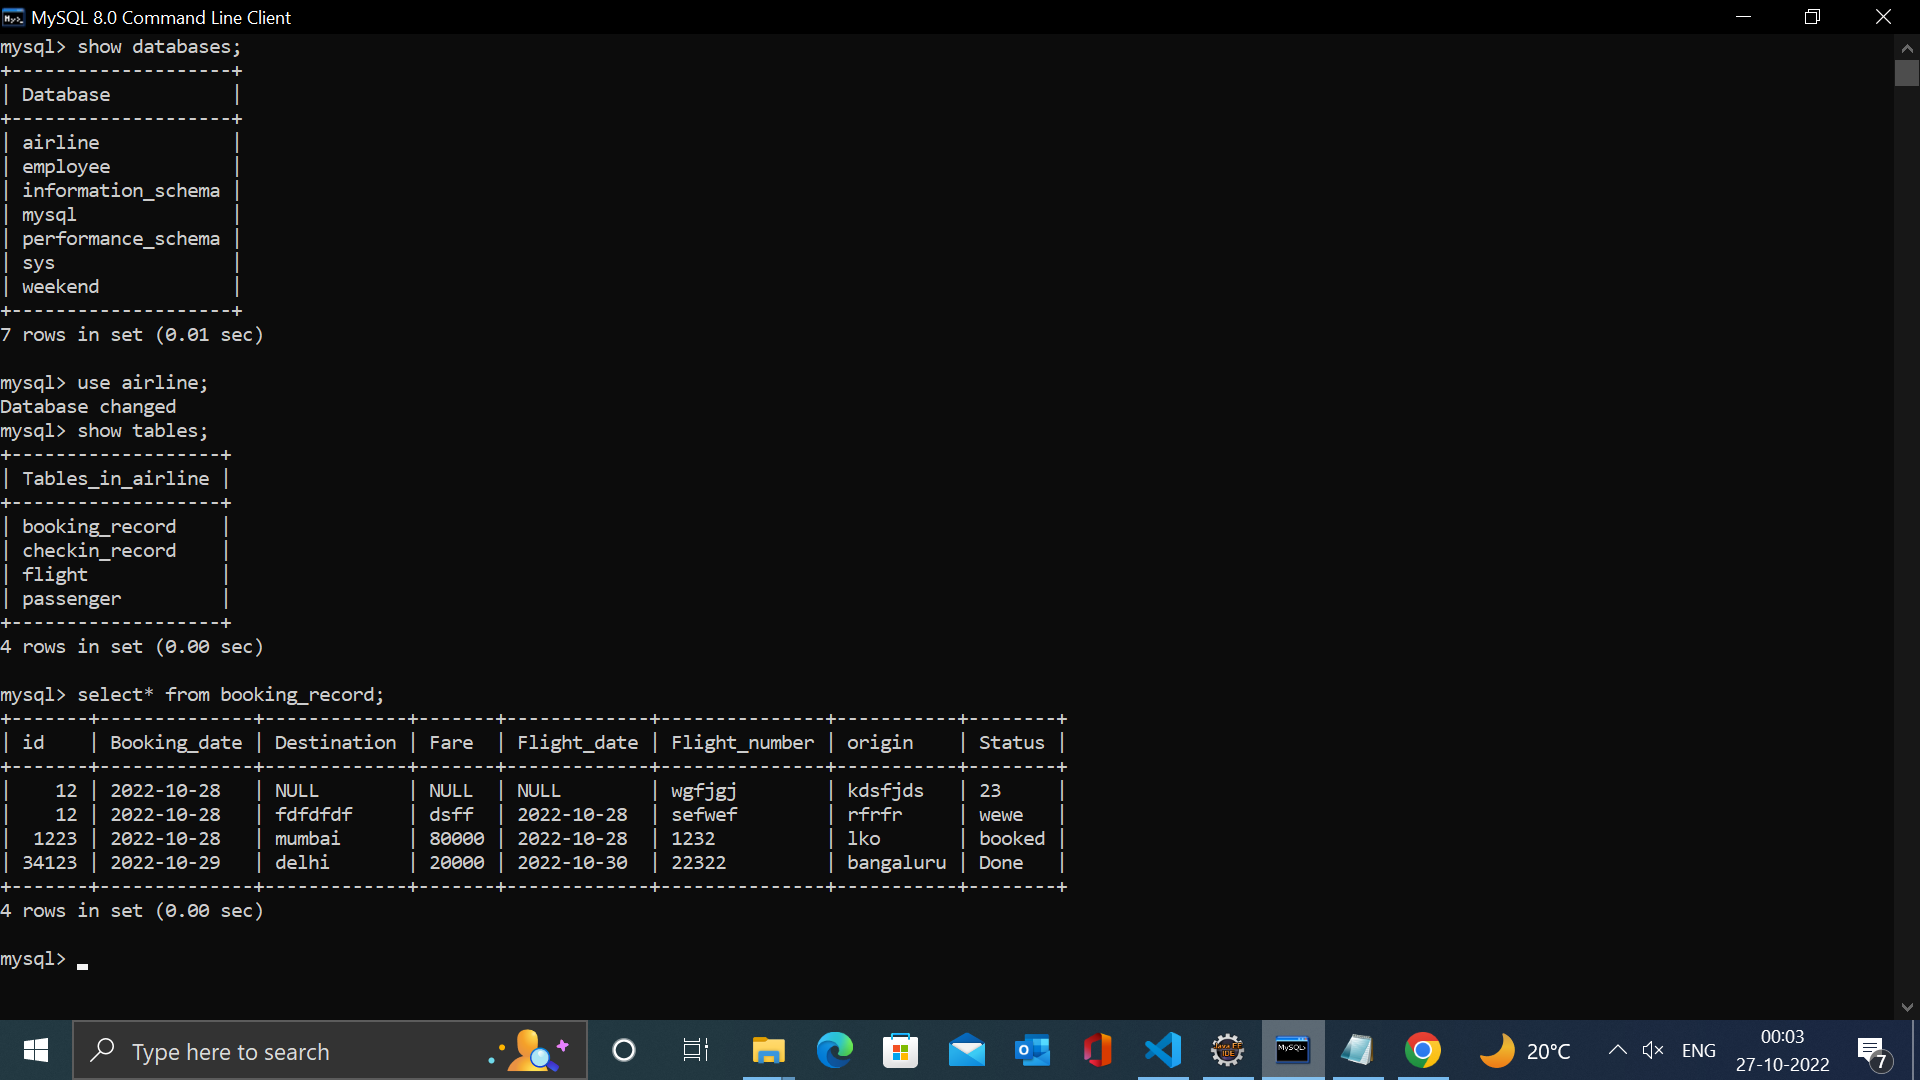 MySQL 8.0 Command Line Client
mysql> show databases;
+--------------------+
| Database           |
+--------------------+
| airline            |
| employee           |
| information_schema |
| mysql              |
| performance_schema |
| sys                |
| weekend            |
+--------------------+
7 rows in set (0.01 sec)
mysql> use airline;
Database changed
mysql> show tables;
+-------------------+
| Tables_in_airline |
+-------------------+
| booking_record    |
| checkin_record    |
| flight            |
| passenger         |
+-------------------+
4 rows in set (0.00 sec)
mysql> select* from booking_record;
+-------+--------------+-------------+-------+-------------+---------------+-----------+--------+
| id    | Booking_date | Destination | Fare  | Flight_date | Flight_number | origin    | Status |
+-------+--------------+-------------+-------+-------------+---------------+-----------+--------+
|    12 | 2022-10-28   | NULL        | NULL  | NULL        | wgfjgj        | kdsfjds   | 23     |
|    12 | 2022-10-28   | fdfdfdf     | dsff  | 2022-10-28  | sefwef        | rfrfr     | wewe   |
|  1223 | 2022-10-28   | mumbai      | 80000 | 2022-10-28  | 1232          | lko       | booked |
| 34123 | 2022-10-29   | delhi       | 20000 | 2022-10-30  | 22322         | bangaluru | Done   |
+-------+--------------+-------------+-------+-------------+---------------+-----------+--------+
4 rows in set (0.00 sec)
mysql>
Type here to search
Java EE
IDE
MySQL>
20°C
ENG
00:03
27-10-2022
7